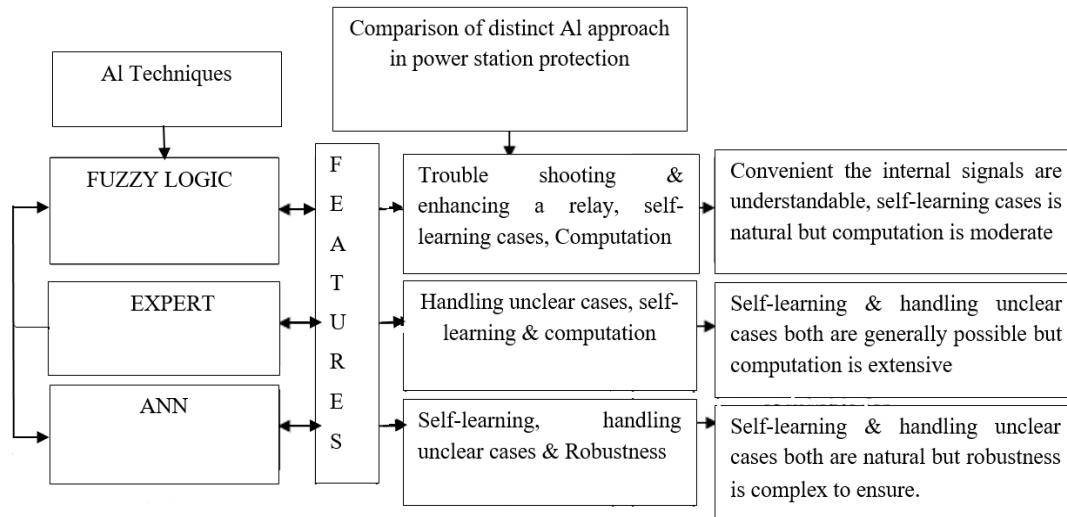 Comparison of distinct Al approach
in power station protection
Al Techniques
FUZZY LOGIC
EXPERT
ANN
F
E
A
T
U
R
E
S
Trouble shooting &
enhancing a relay, self-
learning cases, Computation
Convenient the internal signals are
understandable, self-learning cases is
natural but computation is moderate
Handling unclear cases, self-
learning & computation
Self-learning & handling unclear
cases both are generally possible but
computation is extensive
Self-learning, handling
unclear cases & Robustness
Self-learning & handling unclear
cases both are natural but robustness
is complex to ensure.